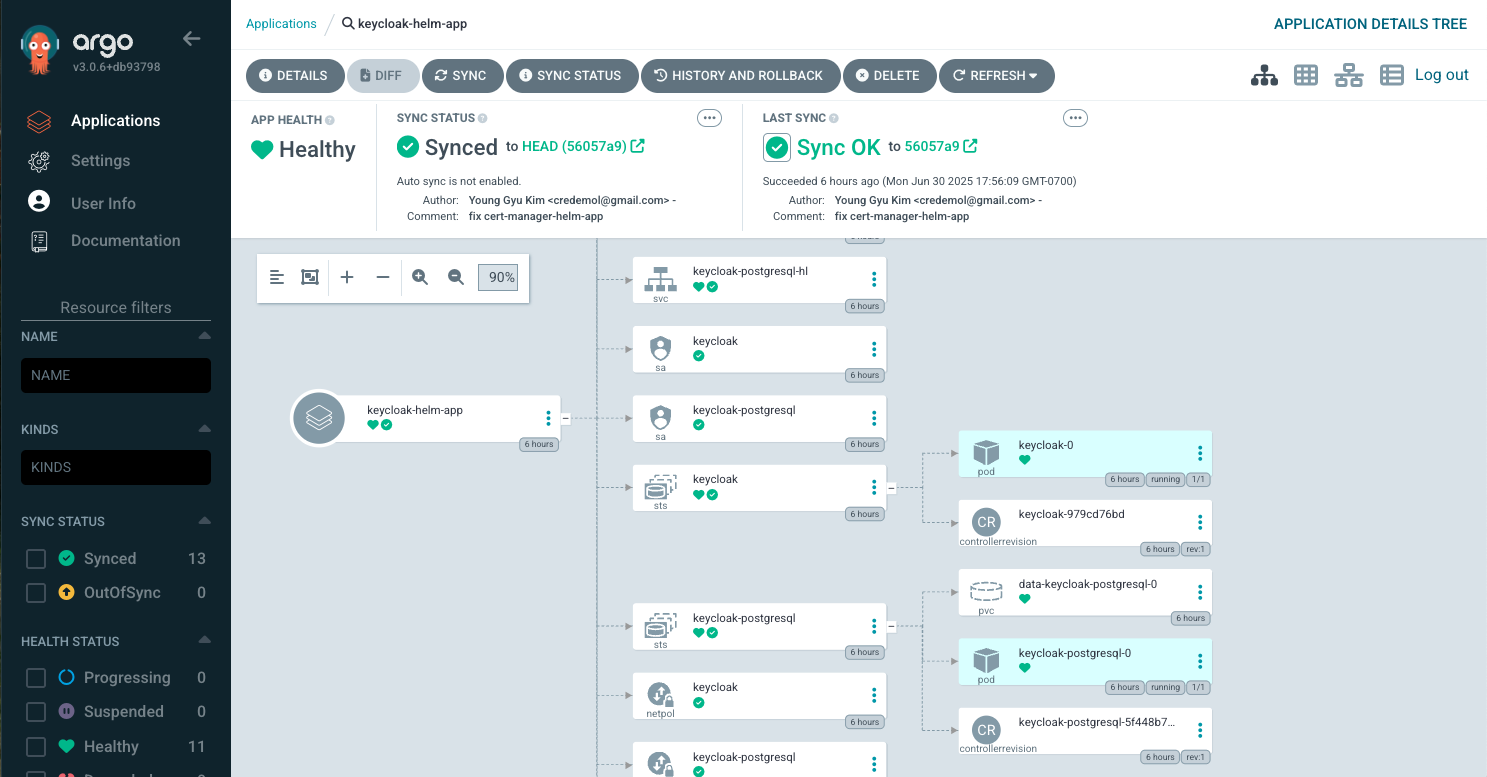 argo
v3.0.6+db93798
Applications
Settings
User Info
Documentation
Resource filters
NAME
NAME
KINDS
KINDS
SYNC STATUS
Synced 13
OutOfSync 0
HEALTH STATUS
Progressing 0
Suspended 0
Healthy 11
Applications / keycloak-helm-app
APPLICATION DETAILS TREE
DETAILS DIFF SYNC SYNC STATUS HISTORY AND ROLLBACK DELETE REFRESH
Log out
APP HEALTH
Healthy
SYNC STATUS
Synced to HEAD (56057a9)
Auto sync is not enabled.
Author: Young Gyu Kim <credemol@gmail.com> -
Comment: fix cert-manager-helm-app
LAST SYNC
Sync OK to 56057a9
Succeeded 6 hours ago (Mon Jun 30 2025 17:56:09 GMT-0700)
Author: Young Gyu Kim <credemol@gmail.com> -
Comment: fix cert-manager-helm-app
90%
keycloak-helm-app
6 hours
keycloak-postgresql-hl
svc
6 hours
keycloak
sa
6 hours
keycloak-postgresql
sa
6 hours
keycloak
sts
6 hours
keycloak-postgresql
sts
6 hours
keycloak
netpol
6 hours
keycloak-postgresql
keycloak-0
pod
6 hours running 1/1
CR
keycloak-979cd76bd
controllerrevision
6 hours rev:1
data-keycloak-postgresql-0
pvc
6 hours
keycloak-postgresql-0
pod
6 hours running 1/1
CR
keycloak-postgresql-5f448b7...
controllerrevision
6 hours rev:1